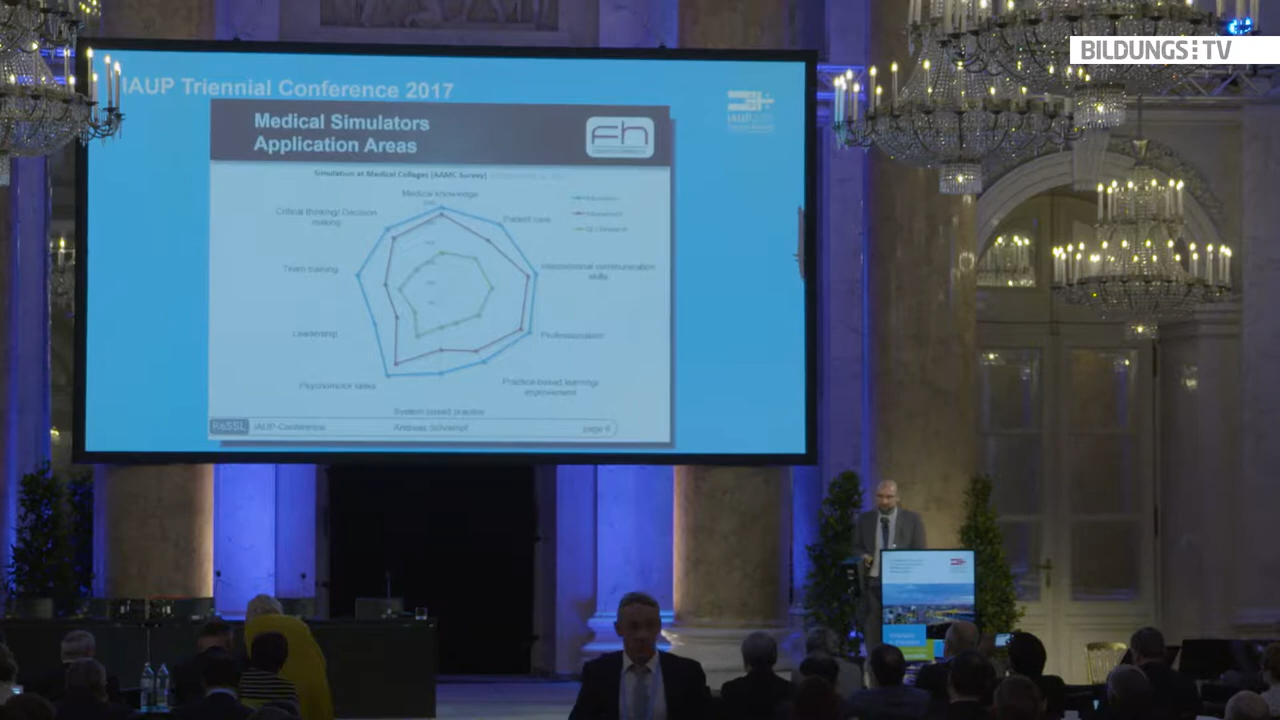 BILDUNGS:TV
IAUP Triennial Conference 2017
Medical Simulators
Application Areas
fh
Simulation at Medical Colleges (AAMC Survey)
Medical knowledge
Critical thinking/ Decision
making
Patient care
Team training
Interpersonal communication
skills
Leadership
Professionalism
Psychomotor tasks
Practice-based learning/
improvement
System based practice
ReSSL
IAUP-Conference
Andreas Schrempf
page 6